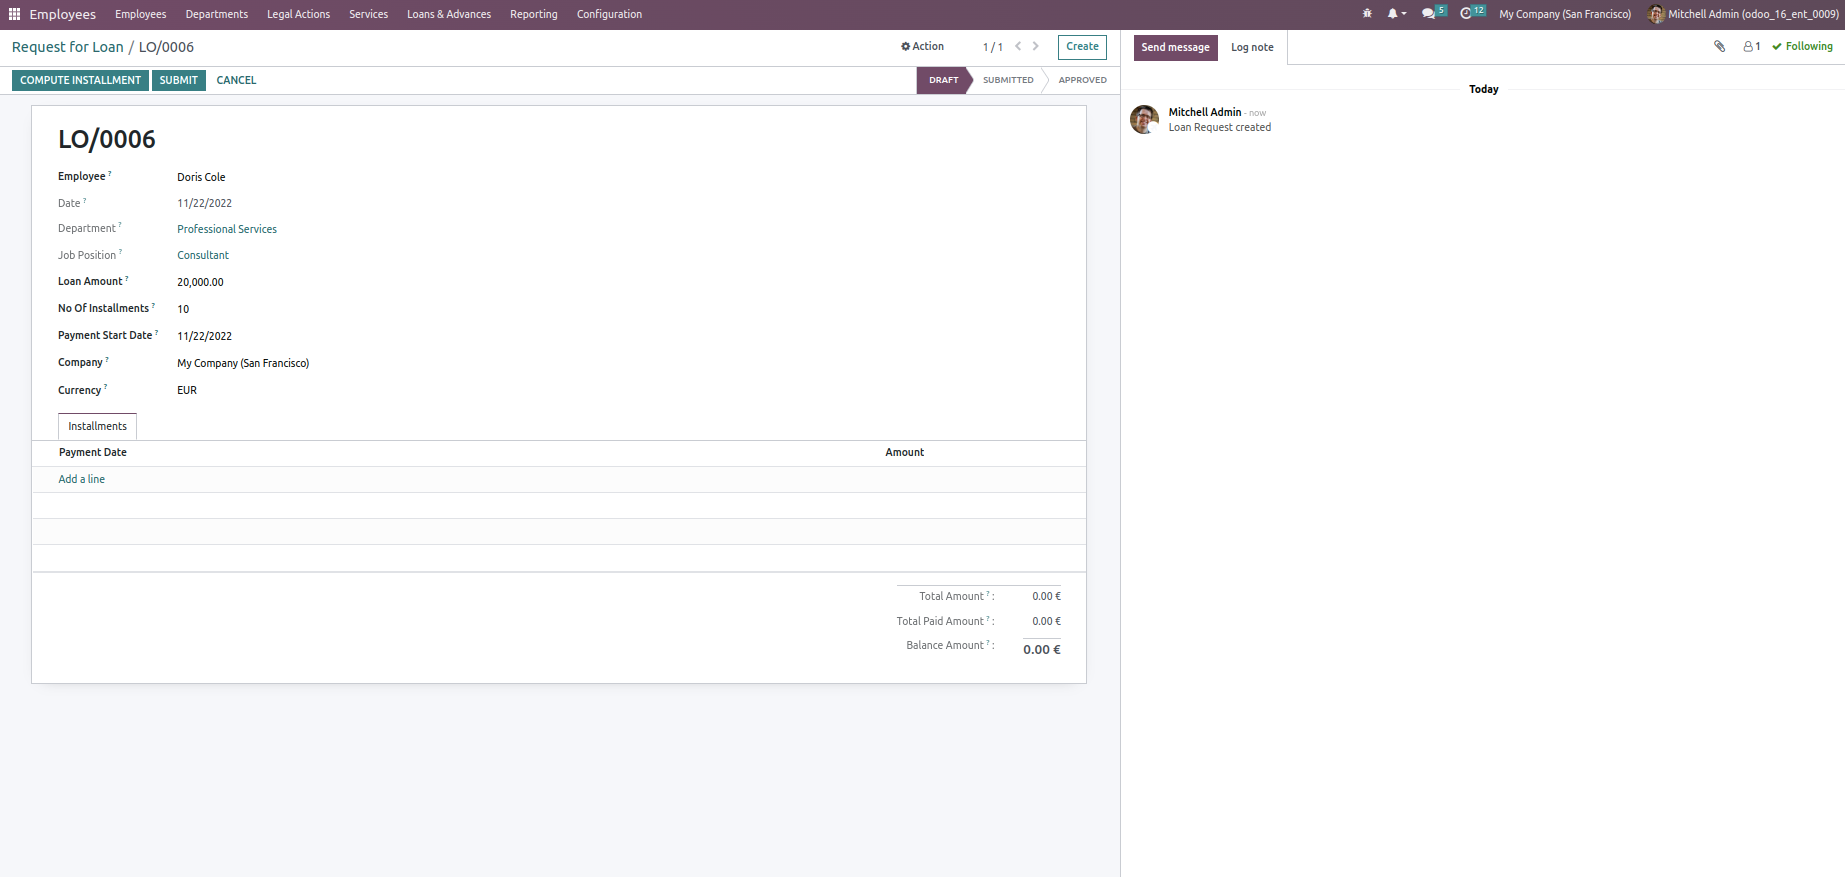 Employees Employees Departments Legal Actions Services Loans & Advances Reporting Configuration 5 12 My Company (San Francisco) Mitchell Admin (odoo_16_ent_0009)
Request for Loan / LO/0006 Action 1 / 1 Create
COMPUTE INSTALLMENT SUBMIT CANCEL DRAFT SUBMITTED APPROVED
LO/0006
Employee ? Doris Cole
Date ? 11/22/2022
Department ? Professional Services
Job Position ? Consultant
Loan Amount ? 20,000.00
No Of Installments ? 10
Payment Start Date ? 11/22/2022
Company ? My Company (San Francisco)
Currency ? EUR
Installments
Payment Date Amount
Add a line
Total Amount ? : 0.00 €
Total Paid Amount ? : 0.00 €
Balance Amount ? : 0.00 €
Send message Log note 1 Following
Today
Mitchell Admin - now
Loan Request created